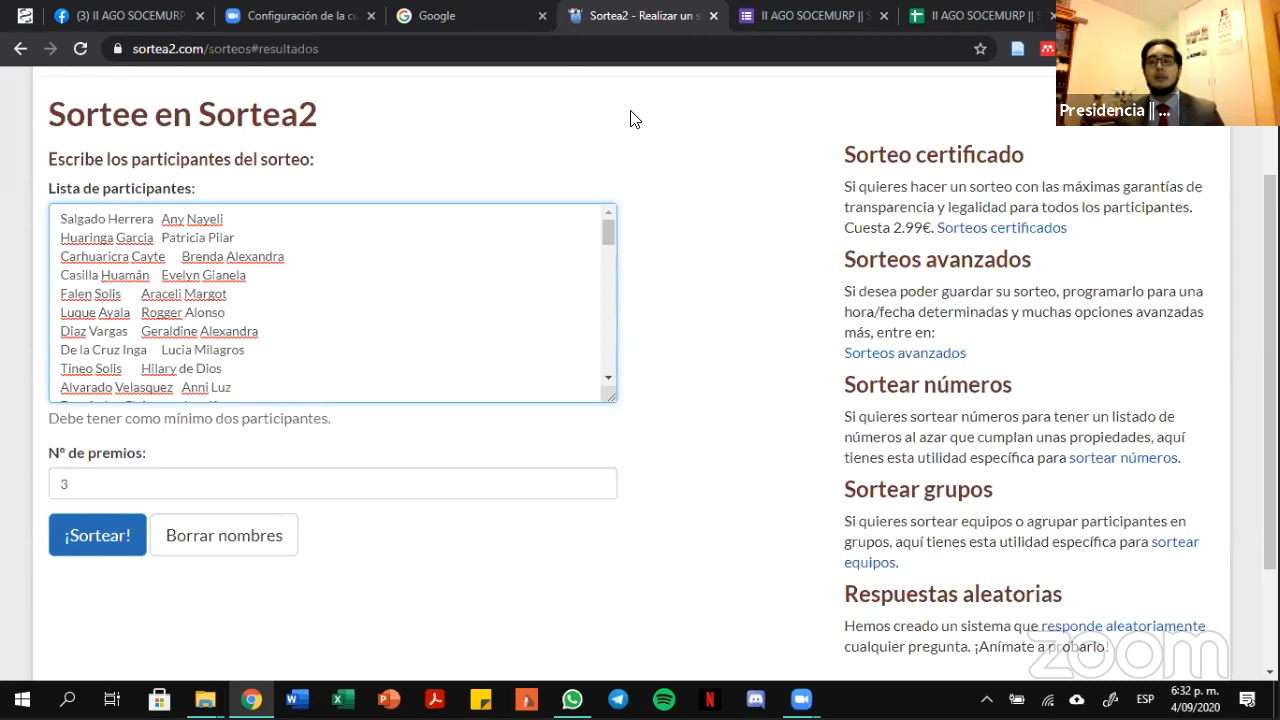 (3) II AGO SOCEMURP
Configuración de la cu
Google
Sortea2 - Realizar un s
II AGO SOCEMURP || S
II AGO SOCEMURP || S
sortea2.com/sorteos#resultados
Presidencia || ...
Sortee en Sortea2
Escribe los participantes del sorteo:
Lista de participantes:
Salgado Herrera Any Nayeli
Huaringa Garcia Patricia Pilar
Carhuaricra Cayte Brenda Alexandra
Casilla Huamán Evelyn Gianela
Falen Solis Araceli Margot
Luque Ayala Rogger Alonso
Diaz Vargas Geraldine Alexandra
De la Cruz Inga Lucia Milagros
Tineo Solis Hilary de Dios
Alvarado Velasquez Anni Luz
Debe tener como mínimo dos participantes.
Nº de premios:
3
¡Sortear!
Borrar nombres
Sorteo certificado
Si quieres hacer un sorteo con las máximas garantías de
transparencia y legalidad para todos los participantes.
Cuesta 2.99€. Sorteos certificados
Sorteos avanzados
Si desea poder guardar su sorteo, programarlo para una
hora/fecha determinadas y muchas opciones avanzadas
más, entre en:
Sorteos avanzados
Sortear números
Si quieres sortear números para tener un listado de
números al azar que cumplan unas propiedades, aquí
tienes esta utilidad específica para sortear números.
Sortear grupos
Si quieres sortear equipos o agrupar participantes en
grupos, aquí tienes esta utilidad específica para sortear
equipos.
Respuestas aleatorias
Hemos creado un sistema que responde aleatoriamente
cualquier pregunta. ¡Anímate a probarlo!
zoom
ESP
6:32 p. m.
4/09/2020